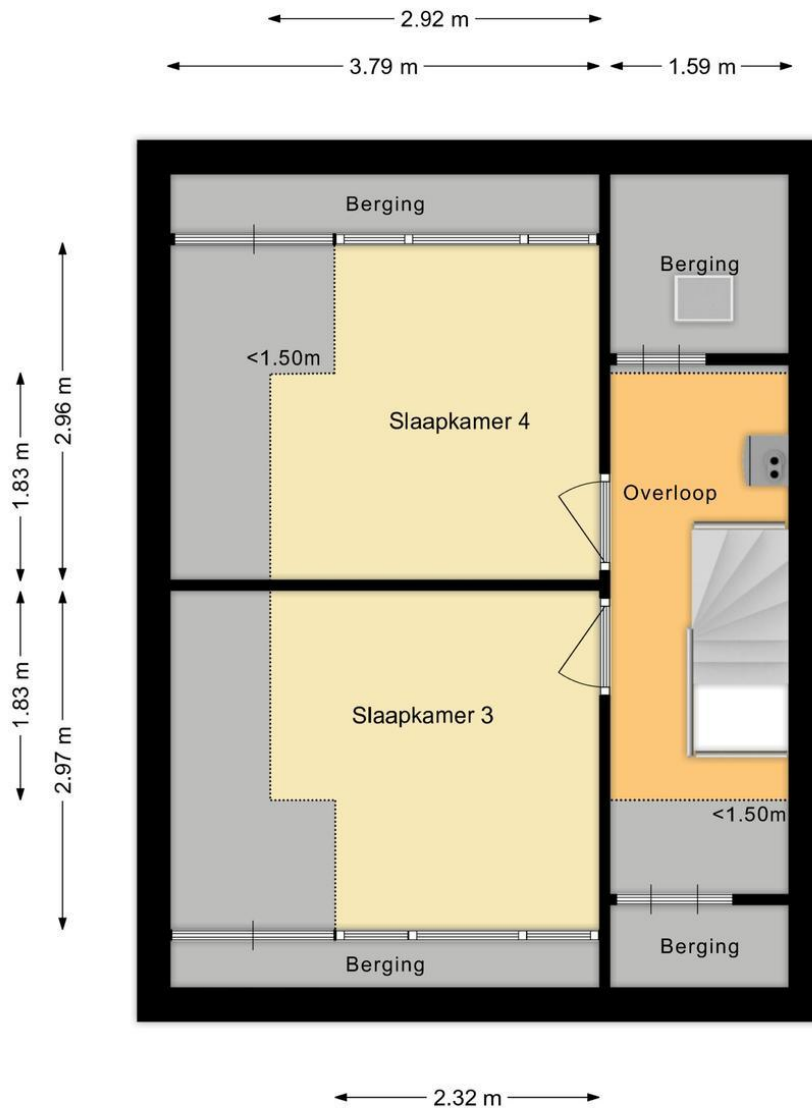 2.92 m
3.79 m
1.59 m
Berging
Berging
<1.50m
2.96 m
1.83 m
Slaapkamer 4
Overloop
1.83 m
2.97 m
Slaapkamer 3
<1.50m
Berging
Berging
2.32 m